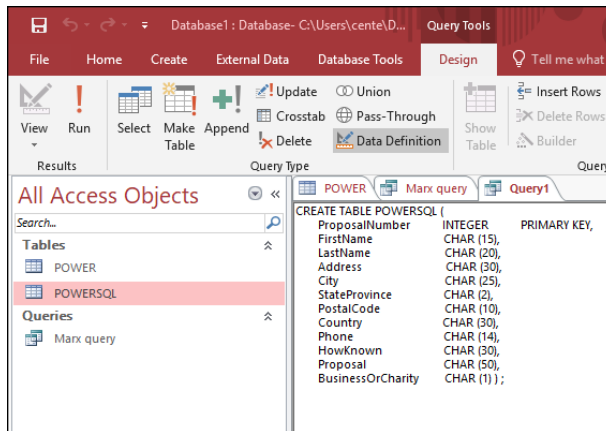 Database1 : Database- C:\Users\cente\D...
Query Tools
File Home Create External Data Database Tools Design Tell me what
View
Run
Select
Make Table
Append
Update
Crosstab
Delete
Union
Pass-Through
Data Definition
Show Table
Insert Rows
Delete Rows
Builder
Results
Query Type
Query
All Access Objects
Search...
Tables
POWER
POWERSQL
Queries
Marx query
POWER Marx query Query1
CREATE TABLE POWERSQL (
ProposalNumber INTEGER PRIMARY KEY,
FirstName CHAR (15),
LastName CHAR (20),
Address CHAR (30),
City CHAR (25),
StateProvince CHAR (2),
PostalCode CHAR (10),
Country CHAR (30),
Phone CHAR (14),
HowKnown CHAR (30),
Proposal CHAR (50),
BusinessOrCharity CHAR (1) ) ;